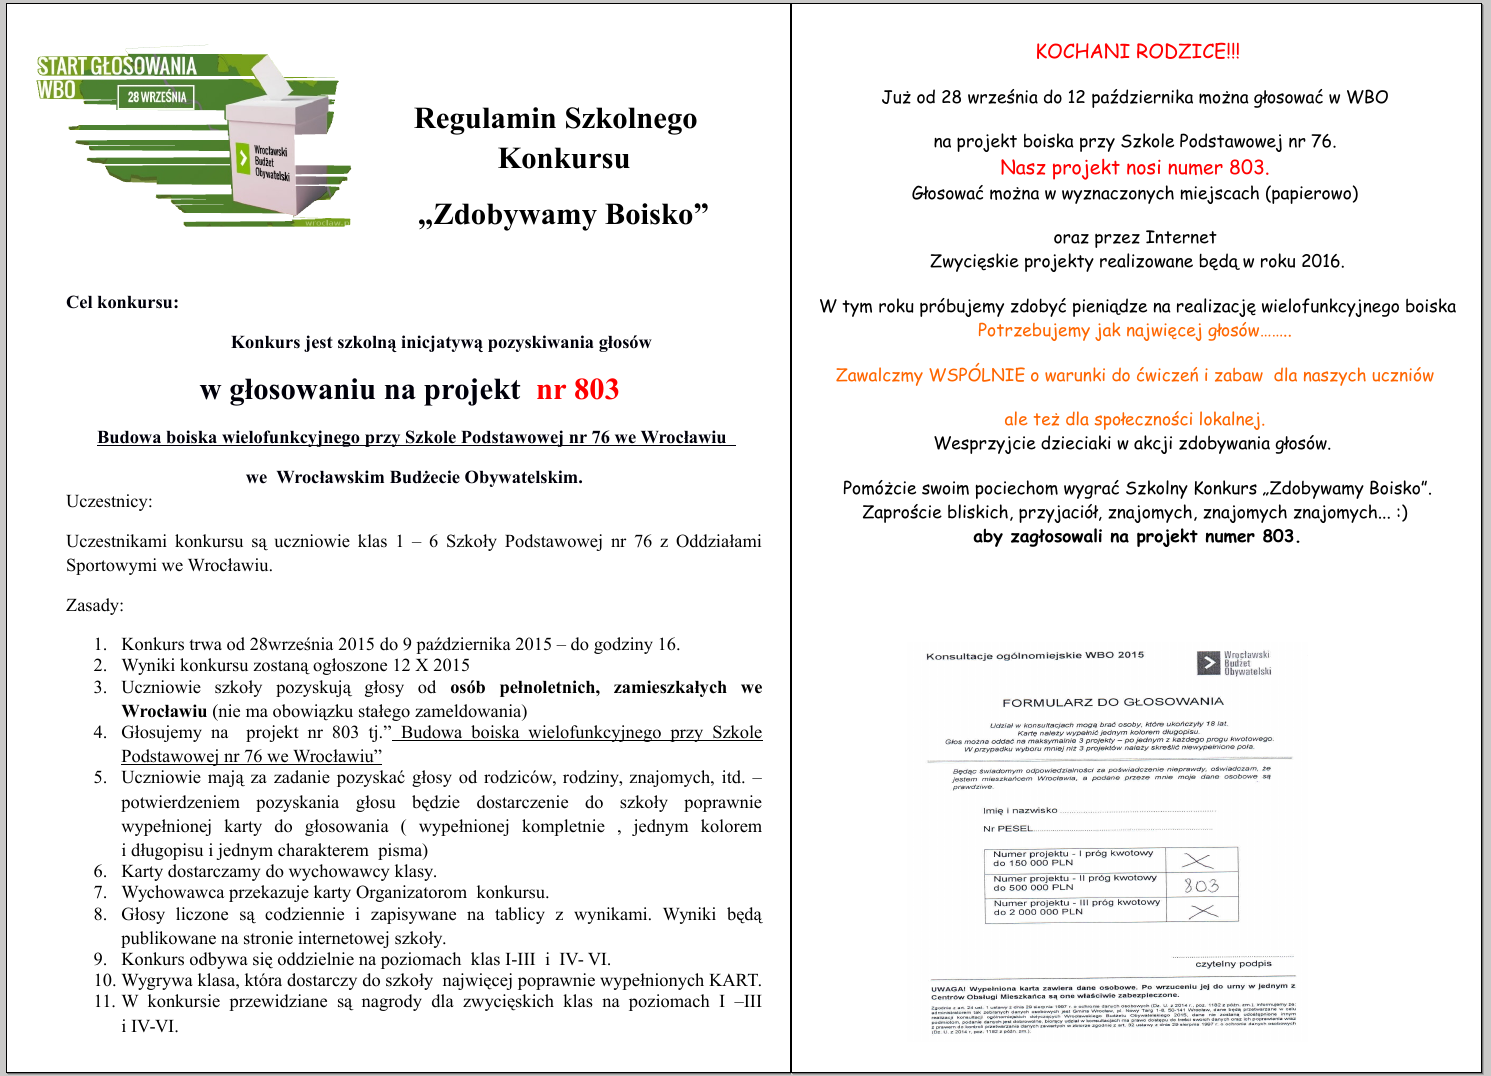 START GŁOSOWANIA
WBO
28 WRZEŚNIA
Wrocławski
Budżet
Obywatelski
wroclaw.p
Regulamin Szkolnego
Konkursu
„Zdobywamy Boisko”
Cel konkursu:
Konkurs jest szkolną inicjatywą pozyskiwania głosów
w głosowaniu na projekt nr 803
Budowa boiska wielofunkcyjnego przy Szkole Podstawowej nr 76 we Wrocławiu
we Wrocławskim Budżecie Obywatelskim.
Uczestnicy:
Uczestnikami konkursu są uczniowie klas 1 – 6 Szkoły Podstawowej nr 76 z Oddziałami
Sportowymi we Wrocławiu.
Zasady:
1. Konkurs trwa od 28września 2015 do 9 października 2015 – do godziny 16.
2. Wyniki konkursu zostaną ogłoszone 12 X 2015
3. Uczniowie szkoły pozyskują głosy od osób pełnoletnich, zamieszkałych we
Wrocławiu (nie ma obowiązku stałego zameldowania)
4. Głosujemy na projekt nr 803 tj.” Budowa boiska wielofunkcyjnego przy Szkole
Podstawowej nr 76 we Wrocławiu”
5. Uczniowie mają za zadanie pozyskać głosy od rodziców, rodziny, znajomych, itd. –
potwierdzeniem pozyskania głosu będzie dostarczenie do szkoły poprawnie
wypełnionej karty do głosowania ( wypełnionej kompletnie , jednym kolorem
i długopisu i jednym charakterem pisma)
6. Karty dostarczamy do wychowawcy klasy.
7. Wychowawca przekazuje karty Organizatorom konkursu.
8. Głosy liczone są codziennie i zapisywane na tablicy z wynikami. Wyniki będą
publikowane na stronie internetowej szkoły.
9. Konkurs odbywa się oddzielnie na poziomach klas I-III i IV- VI.
10. Wygrywa klasa, która dostarczy do szkoły najwięcej poprawnie wypełnionych KART.
11. W konkursie przewidziane są nagrody dla zwycięskich klas na poziomach I –III
i IV-VI.
KOCHANI RODZICE!!!
Już od 28 września do 12 października można głosować w WBO
na projekt boiska przy Szkole Podstawowej nr 76.
Nasz projekt nosi numer 803.
Głosować można w wyznaczonych miejscach (papierowo)
oraz przez Internet
Zwycięskie projekty realizowane będą w roku 2016.
W tym roku próbujemy zdobyć pieniądze na realizację wielofunkcyjnego boiska
Potrzebujemy jak najwięcej głosów……..
Zawalczmy WSPÓLNIE o warunki do ćwiczeń i zabaw dla naszych uczniów
ale też dla społeczności lokalnej.
Wesprzyjcie dzieciaki w akcji zdobywania głosów.
Pomóżcie swoim pociechom wygrać Szkolny Konkurs „Zdobywamy Boisko”.
Zaproście bliskich, przyjaciół, znajomych, znajomych znajomych... :)
aby zagłosowali na projekt numer 803.
Konsultacje ogólnomiejskie WBO 2015
Wrocławski
Budżet
Obywatelski
FORMULARZ DO GŁOSOWANIA
Udział w konsultacjach mogą brać osoby, które ukończyły 18 lat.
Kartę należy wypełnić jednym kolorem długopisu.
Głos można oddać na maksymalnie 3 projekty – po jednym z każdego progu kwotowego.
W przypadku wyboru mniej niż 3 projektów należy skreślić niewypełnione pola.
Będąc świadomym odpowiedzialności za poświadczenie nieprawdy, oświadczam, że
jestem mieszkańcem Wrocławia, a podane przeze mnie moje dane osobowe są
prawdziwe.
Imię i nazwisko
Nr PESEL
Numer projektu - I próg kwotowy
do 150 000 PLN
X
Numer projektu - II próg kwotowy
do 500 000 PLN
803
Numer projektu - III próg kwotowy
do 2 000 000 PLN
X
czytelny podpis
UWAGA! Wypełniona karta zawiera dane osobowe. Po wrzuceniu jej do urny w jednym z
Centrów Obsługi Mieszkańca są one właściwie zabezpieczone.